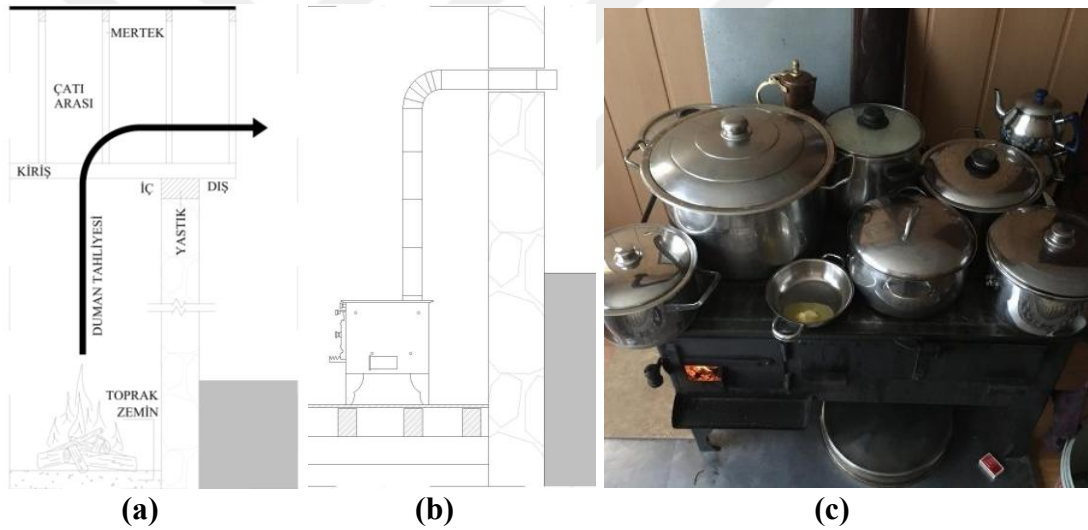 MERTEK
ÇATI
ARASI
KİRİŞ
İÇ
DIŞ
YASTIK
DUMAN TAHLİYESİ
TOPRAK
ZEMİN
(a)
(b)
(c)